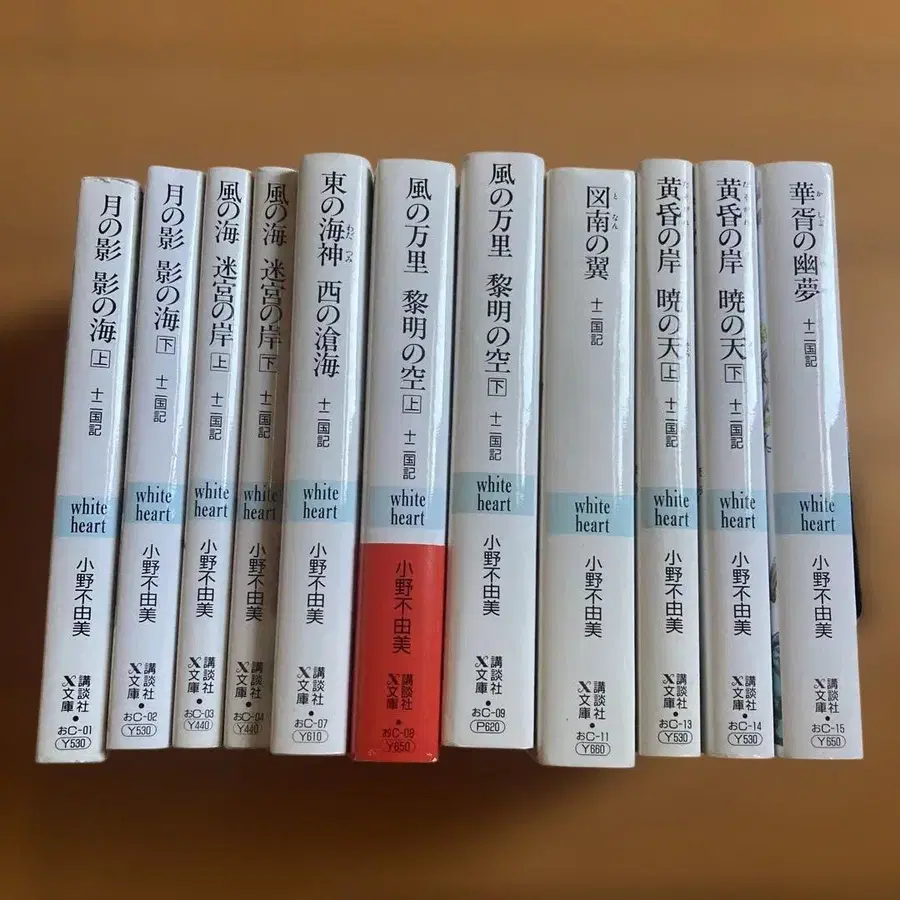 月の影 影の海 上 十二国記
white
heart
小野不由美
講談社
X文庫
おC-01
Y530
月の影 影の海 下 十二国記
white
heart
小野不由美
講談社
X文庫
おC-02
Y530
風の海 迷宮の岸 上 十二国記
white
heart
小野不由美
講談社
X文庫
おC-03
Y440
風の海 迷宮の岸 下 十二国記
white
heart
小野不由美
講談社
X文庫
おC-04
Y440
東の海神 西の滄海
わだつみ
十二国記
white
heart
小野不由美
講談社
X文庫
おC-07
Y610
風の万里 黎明の空 上 十二国記
white
heart
小野不由美
講談社
X文庫
おC-08
Y650
風の万里 黎明の空 下 十二国記
white
heart
小野不由美
講談社
X文庫
おC-09
P620
図南の翼
となん
十二国記
white
heart
小野不由美
講談社
X文庫
おC-11
Y660
黄昏の岸 暁の天 上
十二国記
white
heart
小野不由美
講談社
X文庫
おC-13
Y530
黄昏の岸 暁の天 下
十二国記
white
heart
小野不由美
講談社
X文庫
おC-14
Y530
華胥の幽夢
かしょ
十二国記
white
heart
小野不由美
講談社
X文庫
おC-15
Y650